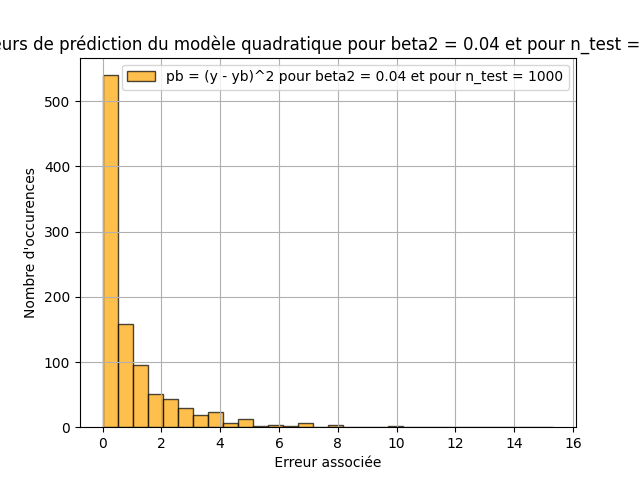 urs de prédiction du modèle quadratique pour beta2 = 0.04 et pour n_test =
pb = (y - yb)^2 pour beta2 = 0.04 et pour n_test = 1000
500
400
300
200
100
0
Nombre d'occurences
0 2 4 6 8 10 12 14 16
Erreur associée